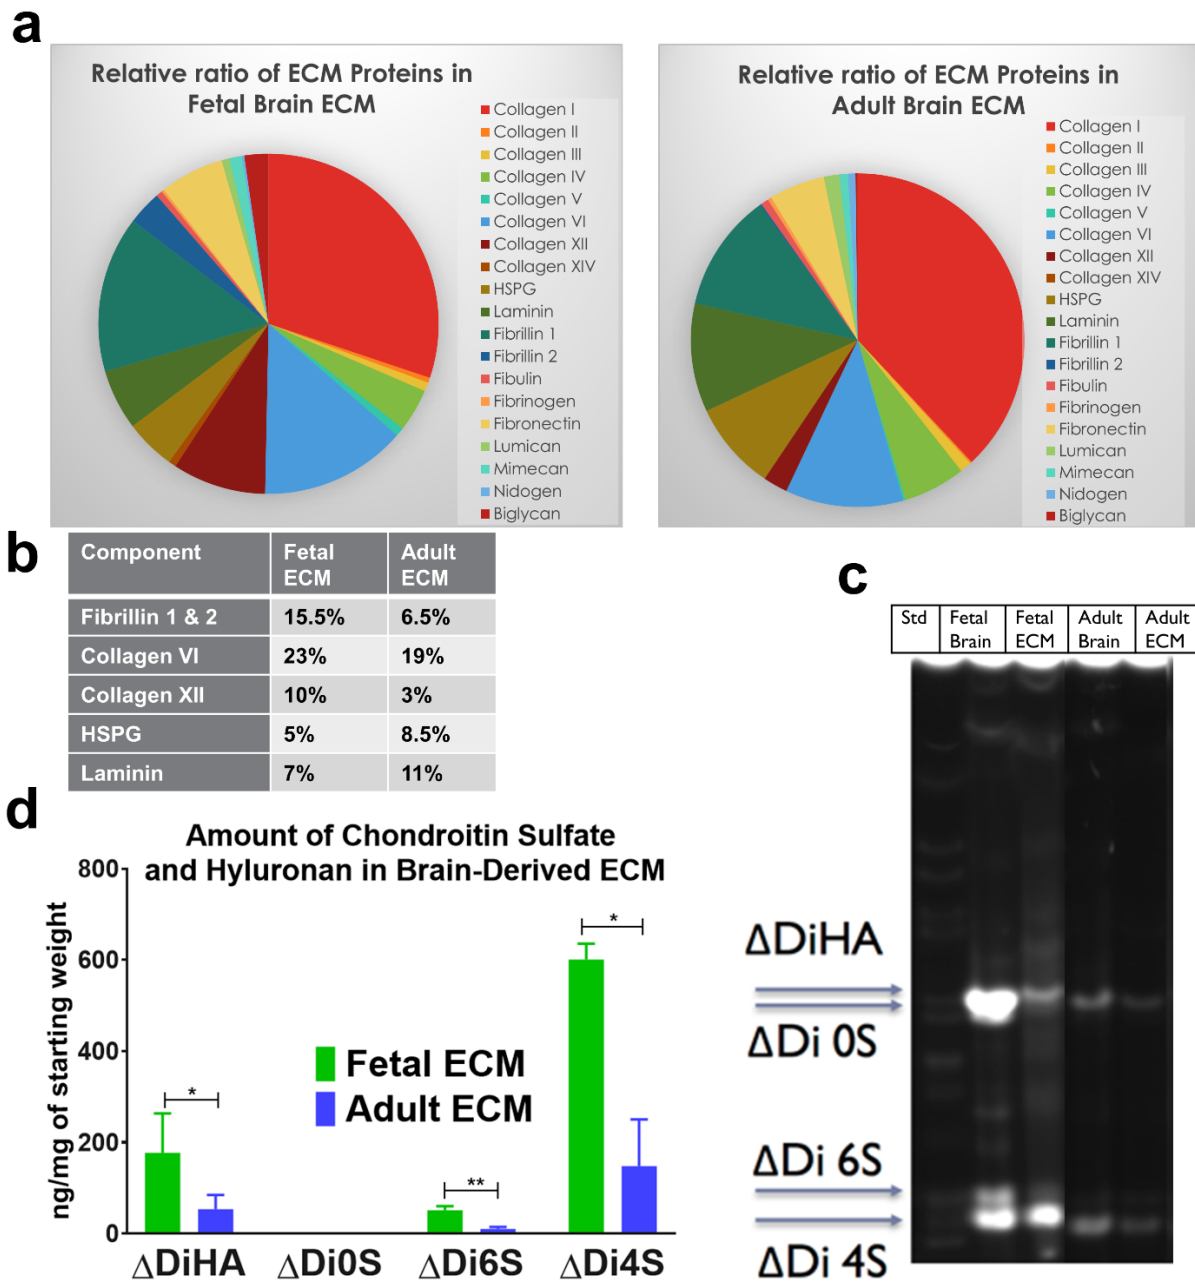 a
Relative ratio of ECM Proteins in
Fetal Brain ECM
Collagen I
Collagen II
Collagen III
Collagen IV
Collagen V
Collagen VI
Collagen XII
Collagen XIV
HSPG
Laminin
Fibrillin 1
Fibrillin 2
Fibulin
Fibrinogen
Fibronectin
Lumican
Mimecan
Nidogen
Biglycan
Relative ratio of ECM Proteins in
Adult Brain ECM
Collagen I
Collagen II
Collagen III
Collagen IV
Collagen V
Collagen VI
Collagen XII
Collagen XIV
HSPG
Laminin
Fibrillin 1
Fibrillin 2
Fibulin
Fibrinogen
Fibronectin
Lumican
Mimecan
Nidogen
Biglycan
b
Component Fetal ECM Adult ECM
Fibrillin 1 & 2 15.5% 6.5%
Collagen VI 23% 19%
Collagen XII 10% 3%
HSPG 5% 8.5%
Laminin 7% 11%
c
Std Fetal Brain Fetal ECM Adult Brain Adult ECM
ΔDiHA
ΔDi 0S
ΔDi 6S
ΔDi 4S
d
Amount of Chondroitin Sulfate
and Hyluronan in Brain-Derived ECM
ng/mg of starting weight
800
600
400
200
0
* ** *
Fetal ECM
Adult ECM
ΔDiHA ΔDi0S ΔDi6S ΔDi4S